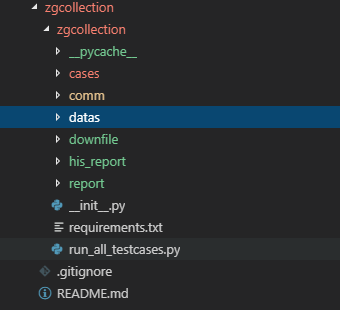 zgcollection
zgcollection
__pycache__
cases
comm
datas
downfile
his_report
report
__init__.py
requirements.txt
run_all_testcases.py
.gitignore
README.md